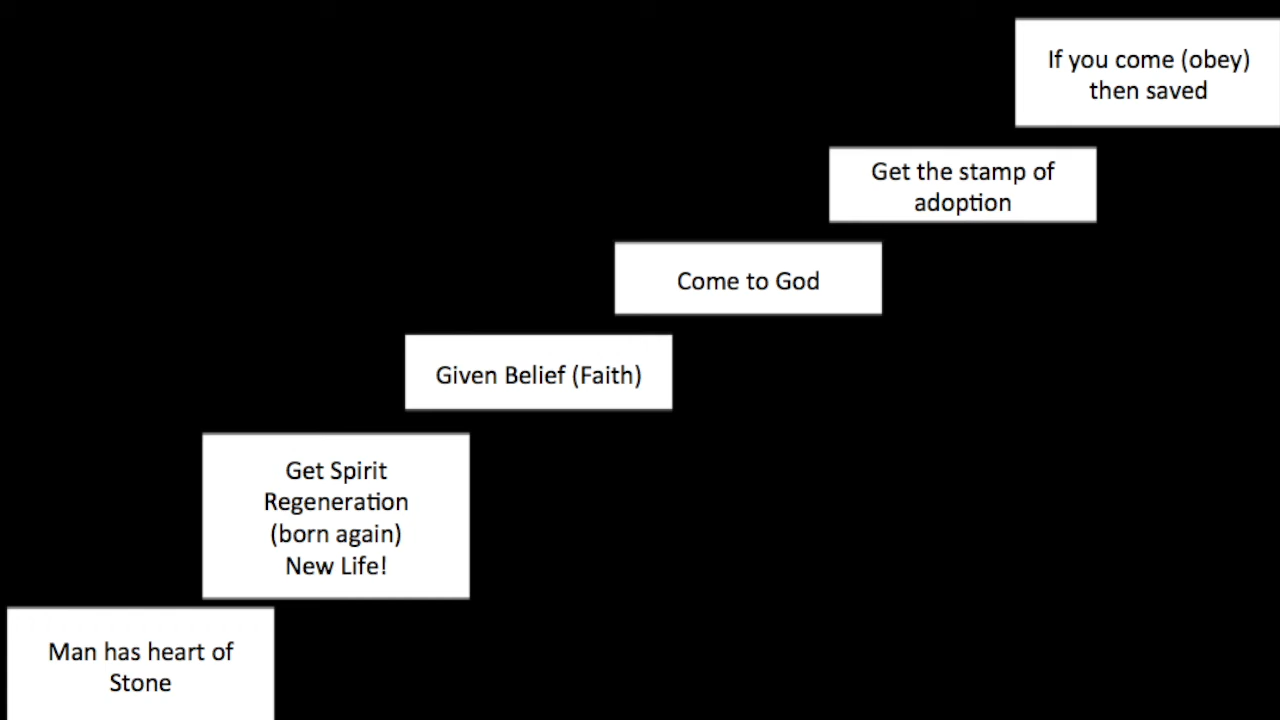 If you come (obey)
then saved
Get the stamp of
adoption
Come to God
Given Belief (Faith)
Get Spirit
Regeneration
(born again)
New Life!
Man has heart of
Stone